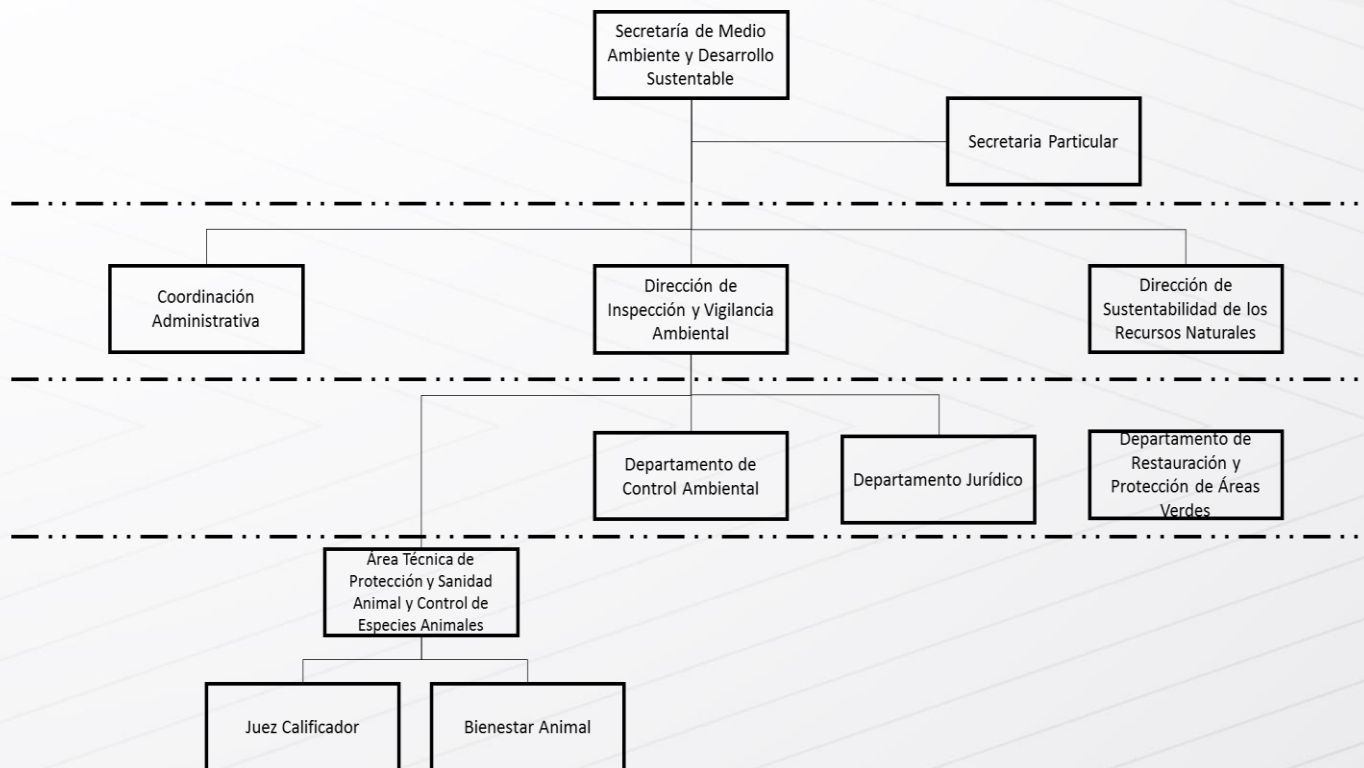 Secretaría de Medio
Ambiente y Desarrollo
Sustentable
Secretaria Particular
Coordinación
Administrativa
Dirección de
Inspección y Vigilancia
Ambiental
Dirección de
Sustentabilidad de los
Recursos Naturales
Departamento de
Control Ambiental
Departamento Jurídico
Departamento de
Restauración y
Protección de Áreas
Verdes
Área Técnica de
Protección y Sanidad
Animal y Control de
Especies Animales
Juez Calificador
Bienestar Animal